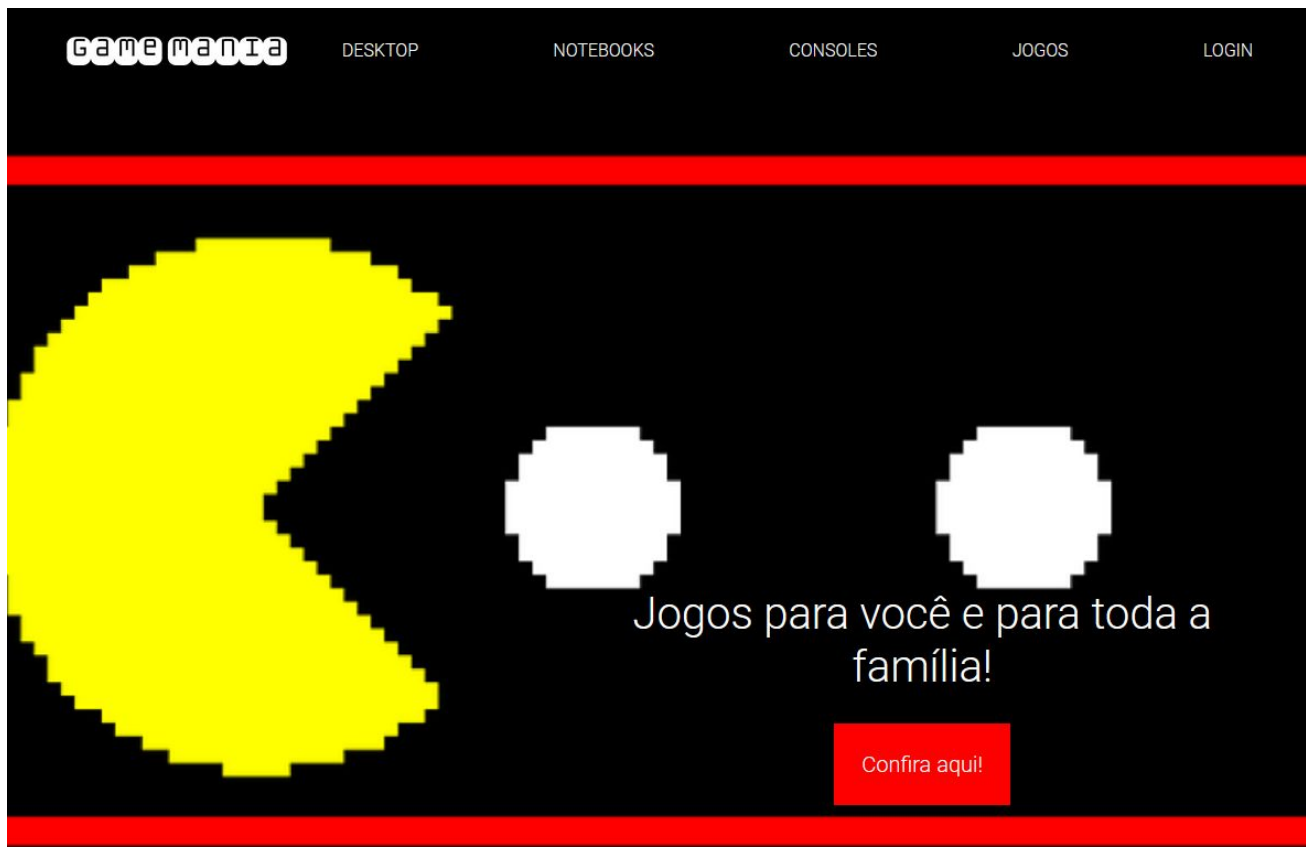 Game mania DESKTOP NOTEBOOKS CONSOLES JOGOS LOGIN
Jogos para você e para toda a
família!
Confira aqui!